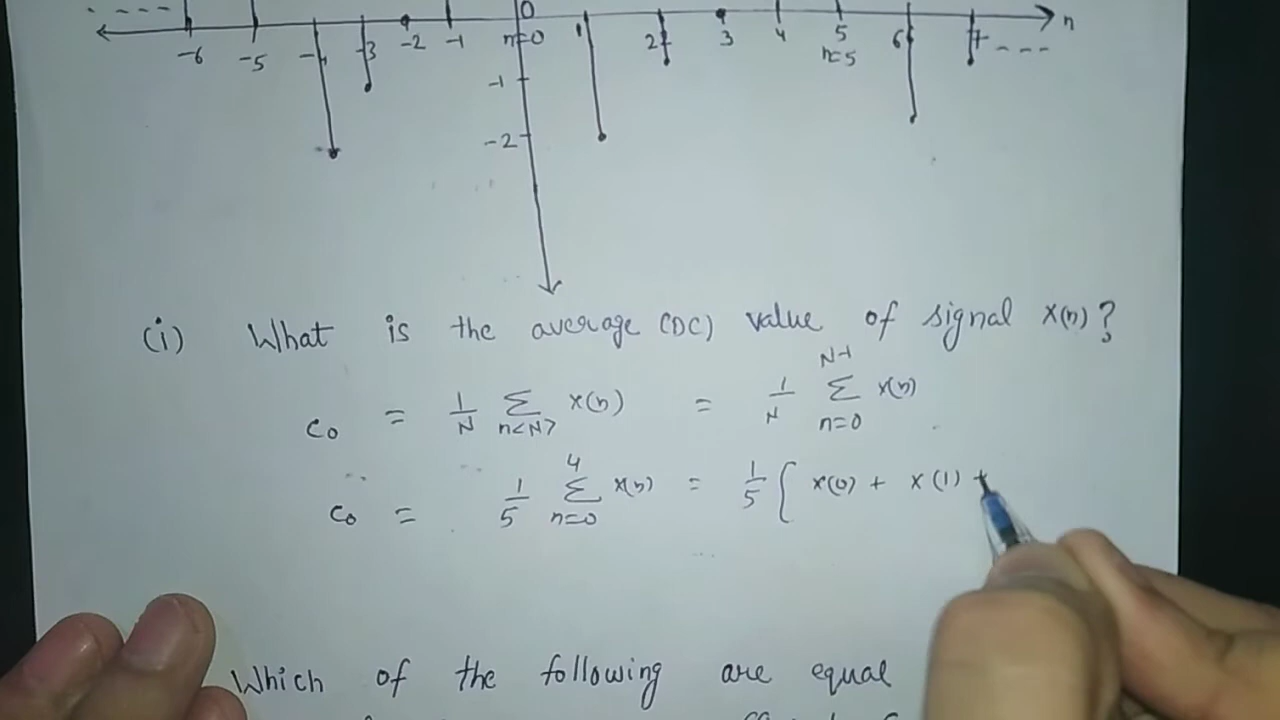 0
n
-6 -5 -4 -3 -2 -1 n=0 1 2 3 4 5 6 7
n=5
-1
-2
(i) What is the average (DC) value of signal x(n)?
C0 = 1/N Σ n<N> x(n) = 1/N Σ n=0 N-1 x(n)
C0 = 1/5 Σ n=0 4 x(n) = 1/5 [ x(0) + x(1) +
Which of the following are equal